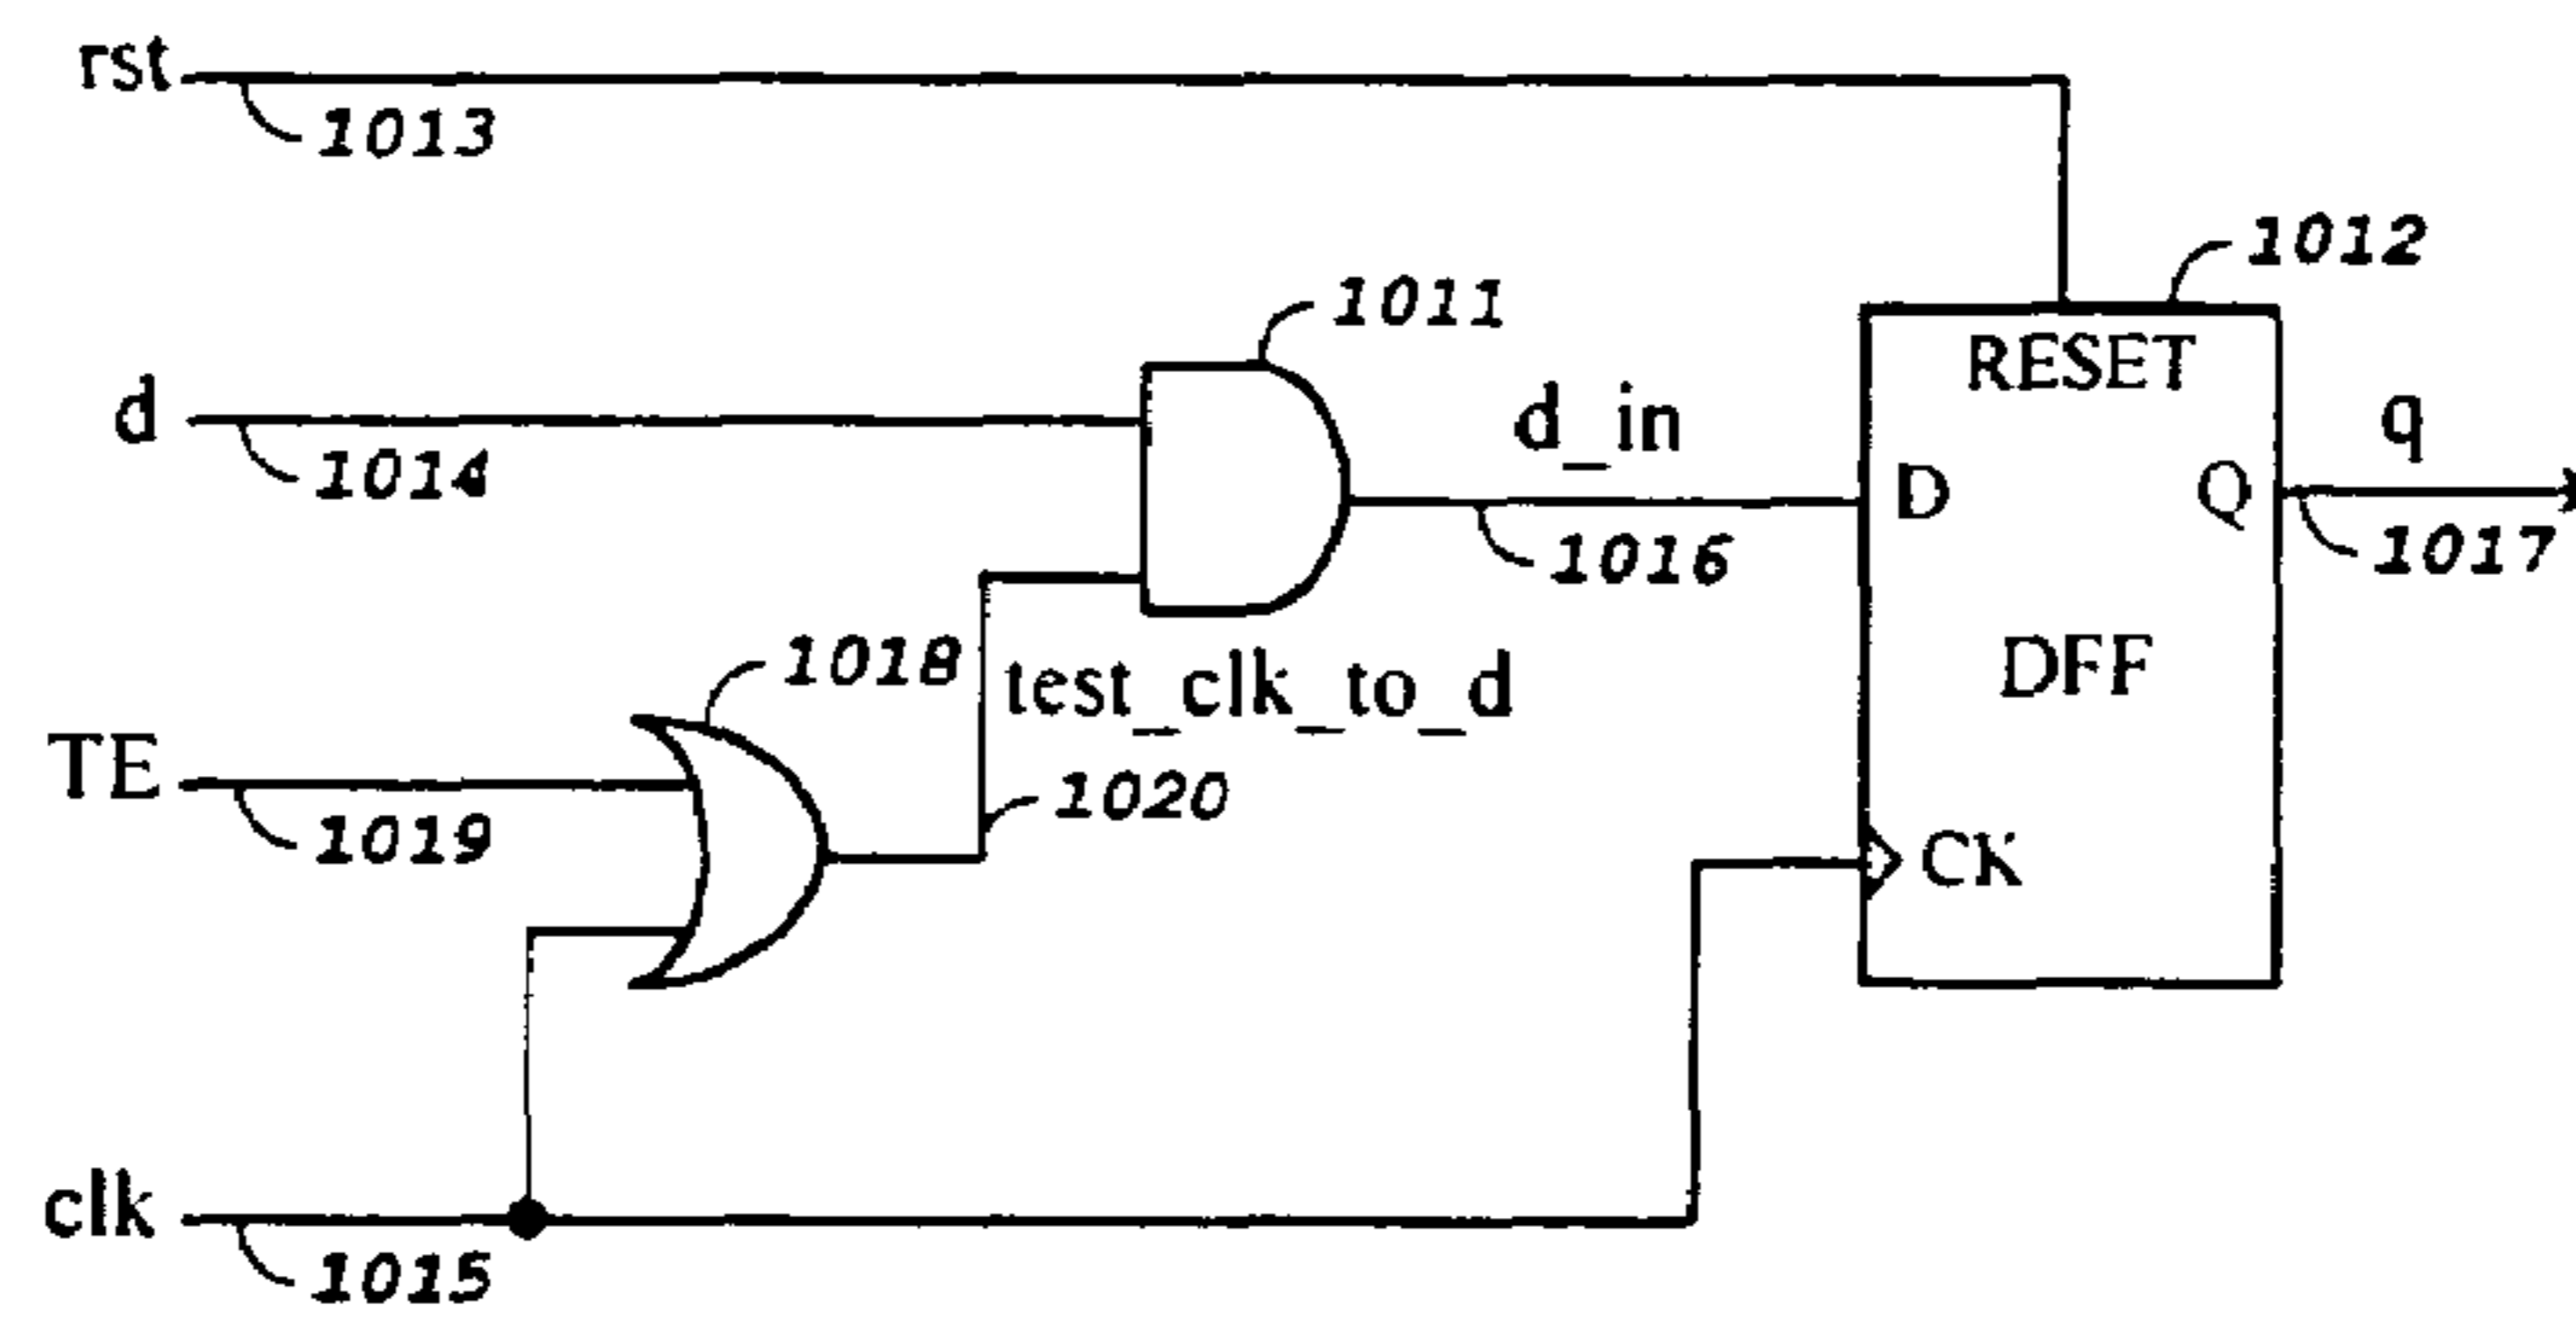 rst
1013
1012
1011
RESET
d
d_in
q
1014
D
Q
1016
1017
1018
test_clk_to_d
DFF
TE
1020
1019
CK
clk
1015